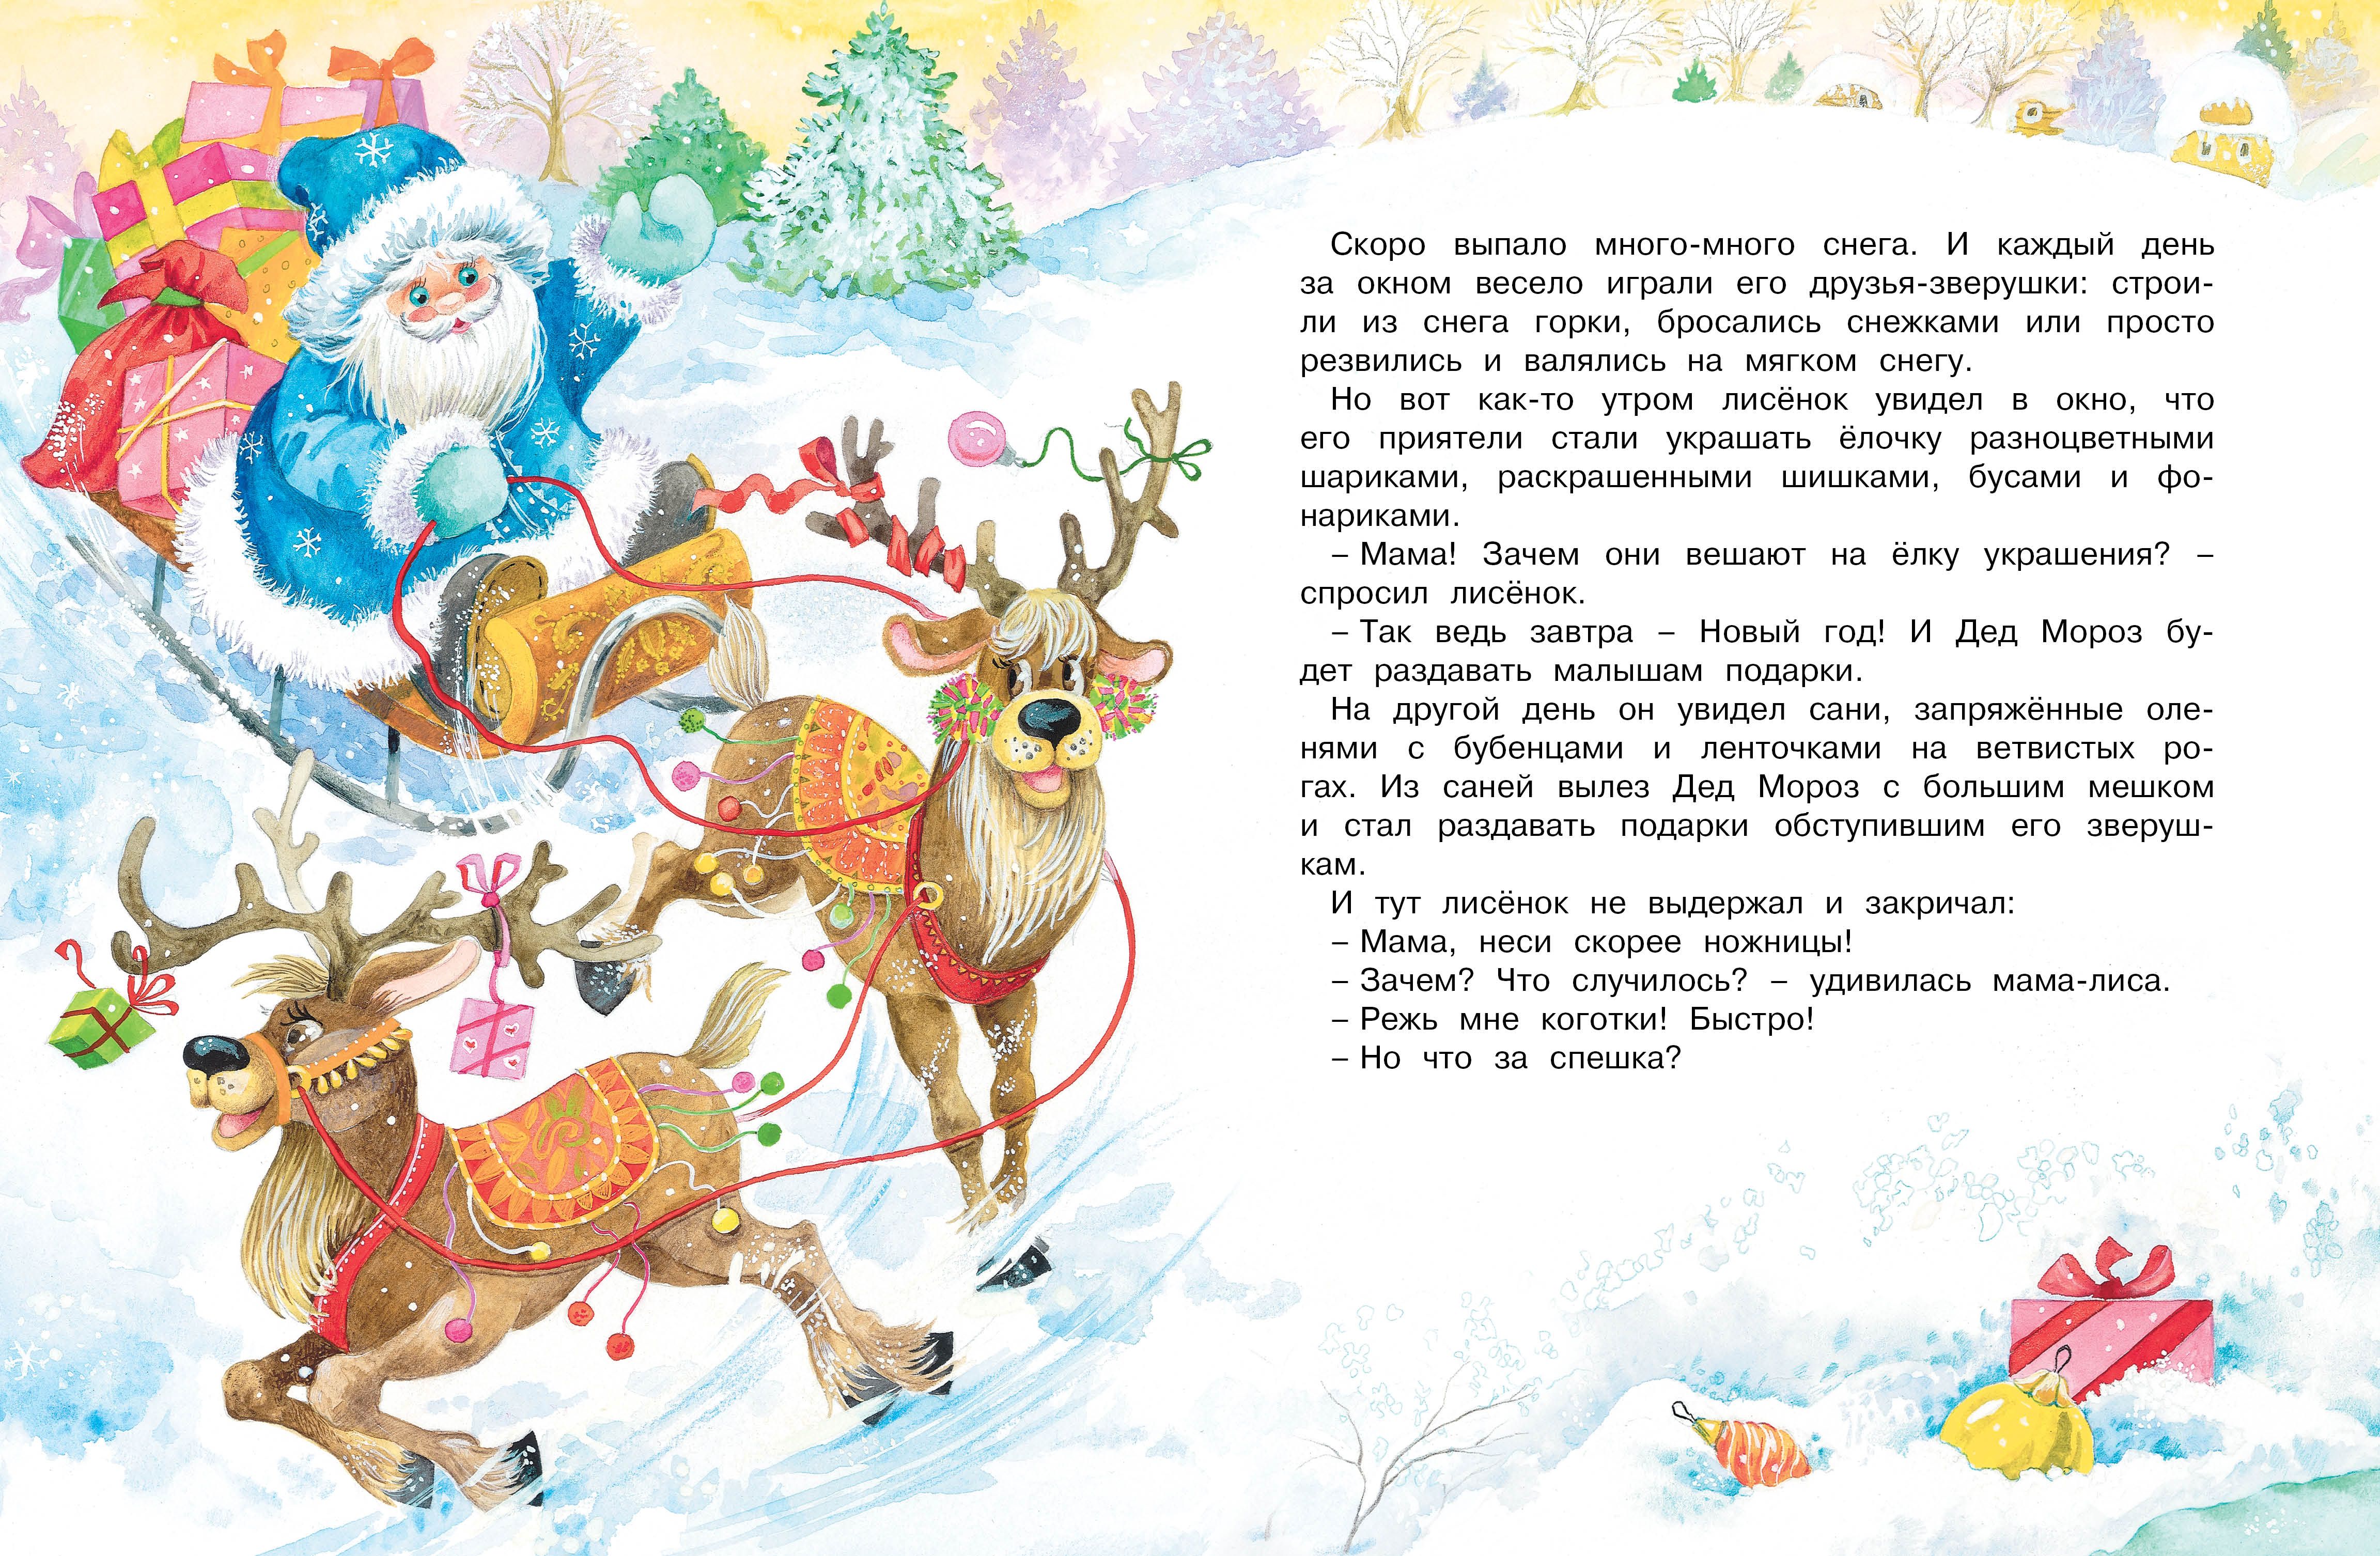 Скоро выпало много-много снега. И каждый день
за окном весело играли его друзья-зверушки: строи-
ли из снега горки, бросались снежками или просто
резвились и валялись на мягком снегу.
Но вот как-то утром лисёнок увидел в окно, что
его приятели стали украшать ёлочку разноцветными
шариками, раскрашенными шишками, бусами и фо-
нариками.
– Мама! Зачем они вешают на ёлку украшения? –
спросил лисёнок.
– Так ведь завтра – Новый год! И Дед Мороз бу-
дет раздавать малышам подарки.
На другой день он увидел сани, запряжённые оле-
нями с бубенцами и ленточками на ветвистых ро-
гах. Из саней вылез Дед Мороз с большим мешком
и стал раздавать подарки обступившим его зверуш-
кам.
И тут лисёнок не выдержал и закричал:
– Мама, неси скорее ножницы!
– Зачем? Что случилось? – удивилась мама-лиса.
– Режь мне коготки! Быстро!
– Но что за спешка?